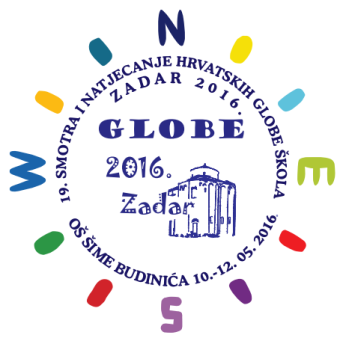 N
19. SMOTRA I NATJECANJE HRVATSKIH GLOBE ŠKOLA
ZADAR 2016.
GLOBE
2016.
Zadar
W
E
OŠ ŠIME BUDINIĆA 10.-12. 05. 2016.
S